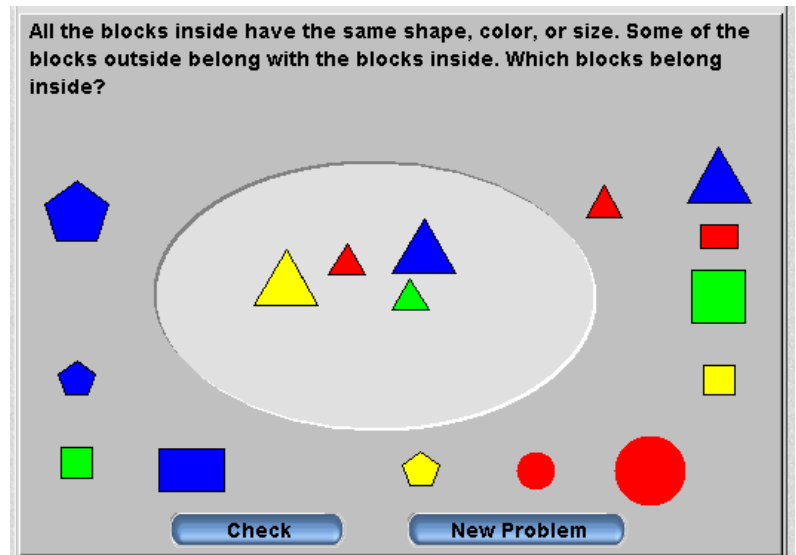 All the blocks inside have the same shape, color, or size. Some of the
blocks outside belong with the blocks inside. Which blocks belong
inside?
Check
New Problem